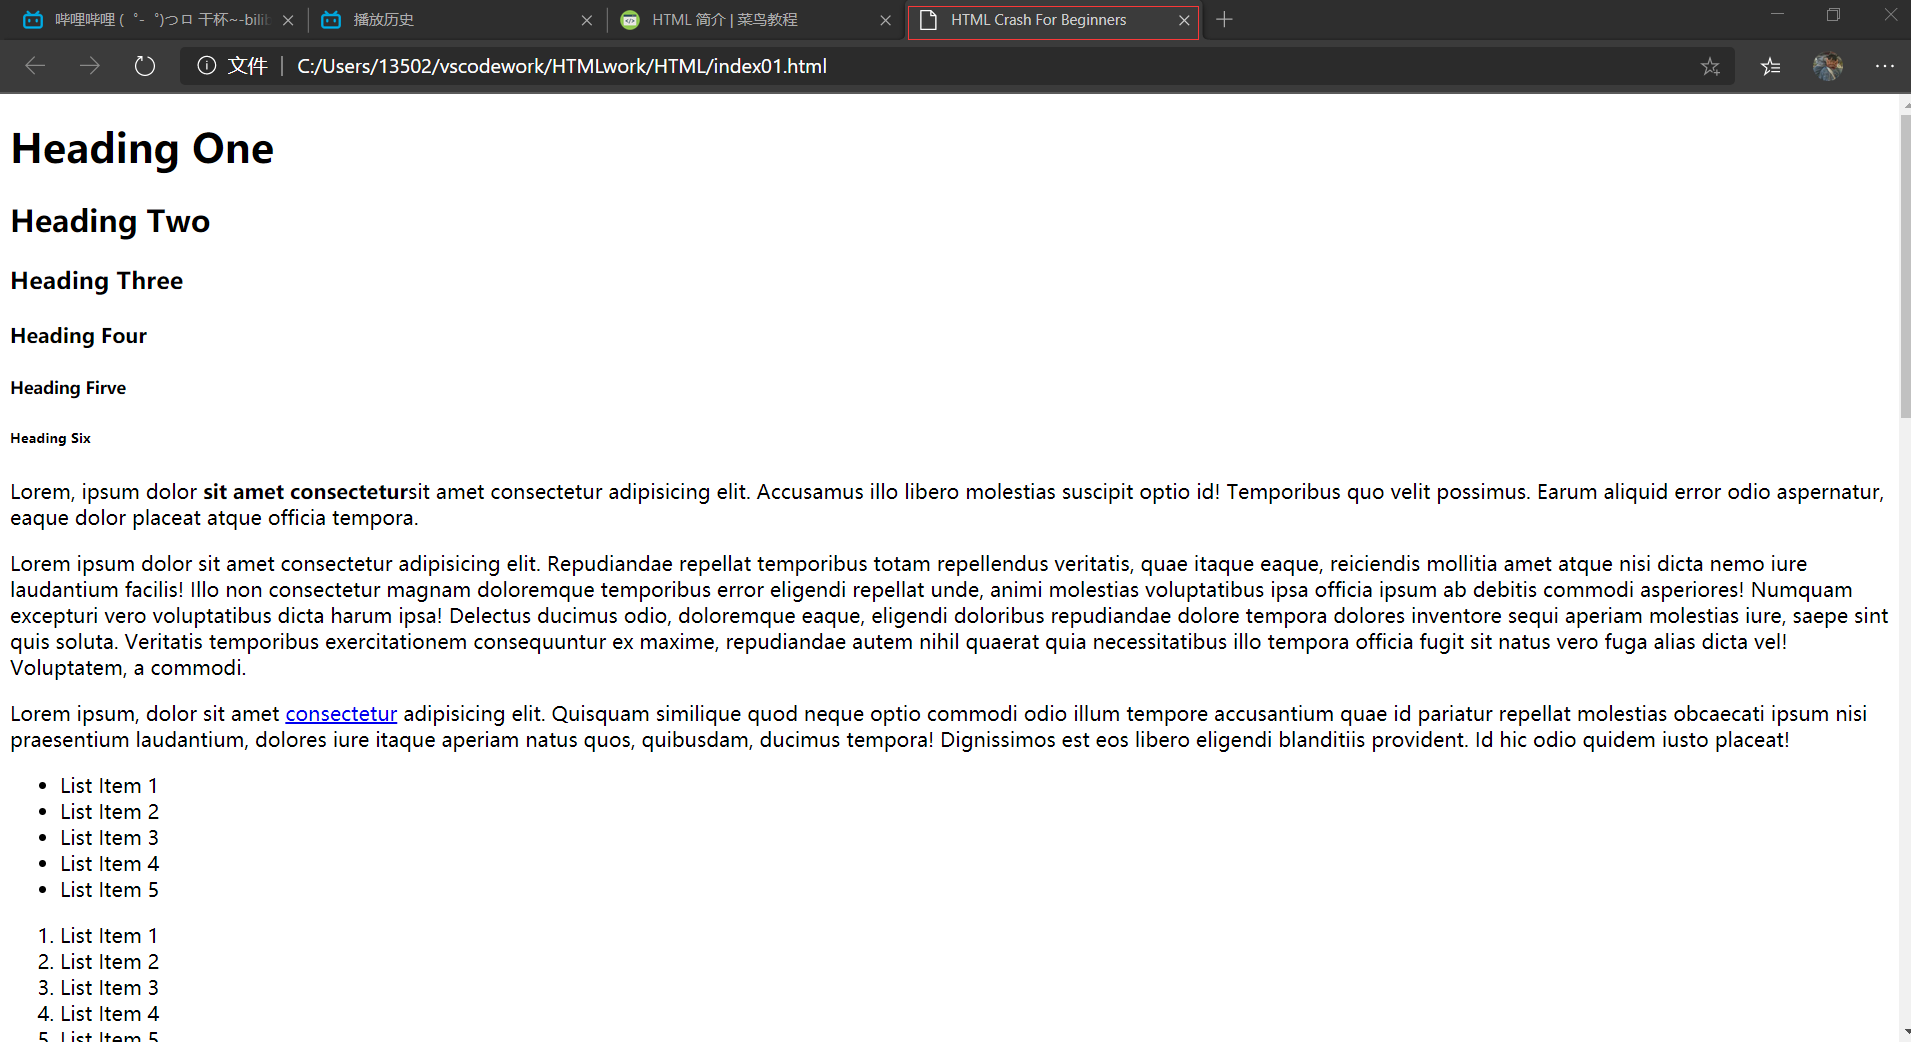 哔哩哔哩 (゜-゜)つロ 干杯~-bilib
播放历史
HTML 简介 | 菜鸟教程
HTML Crash For Beginners
文件 | C:/Users/13502/vscodework/HTMLwork/HTML/index01.html
Heading One
Heading Two
Heading Three
Heading Four
Heading Firve
Heading Six
Lorem, ipsum dolor sit amet consectetursit amet consectetur adipisicing elit. Accusamus illo libero molestias suscipit optio id! Temporibus quo velit possimus. Earum aliquid error odio aspernatur,
eaque dolor placeat atque officia tempora.
Lorem ipsum dolor sit amet consectetur adipisicing elit. Repudiandae repellat temporibus totam repellendus veritatis, quae itaque eaque, reiciendis mollitia amet atque nisi dicta nemo iure
laudantium facilis! Illo non consectetur magnam doloremque temporibus error eligendi repellat unde, animi molestias voluptatibus ipsa officia ipsum ab debitis commodi asperiores! Numquam
excepturi vero voluptatibus dicta harum ipsa! Delectus ducimus odio, doloremque eaque, eligendi doloribus repudiandae dolore tempora dolores inventore sequi aperiam molestias iure, saepe sint
quis soluta. Veritatis temporibus exercitationem consequuntur ex maxime, repudiandae autem nihil quaerat quia necessitatibus illo tempora officia fugit sit natus vero fuga alias dicta vel!
Voluptatem, a commodi.
Lorem ipsum, dolor sit amet consectetur adipisicing elit. Quisquam similique quod neque optio commodi odio illum tempore accusantium quae id pariatur repellat molestias obcaecati ipsum nisi
praesentium laudantium, dolores iure itaque aperiam natus quos, quibusdam, ducimus tempora! Dignissimos est eos libero eligendi blanditiis provident. Id hic odio quidem iusto placeat!
• List Item 1
• List Item 2
• List Item 3
• List Item 4
• List Item 5
1. List Item 1
2. List Item 2
3. List Item 3
4. List Item 4
5. List Item 5